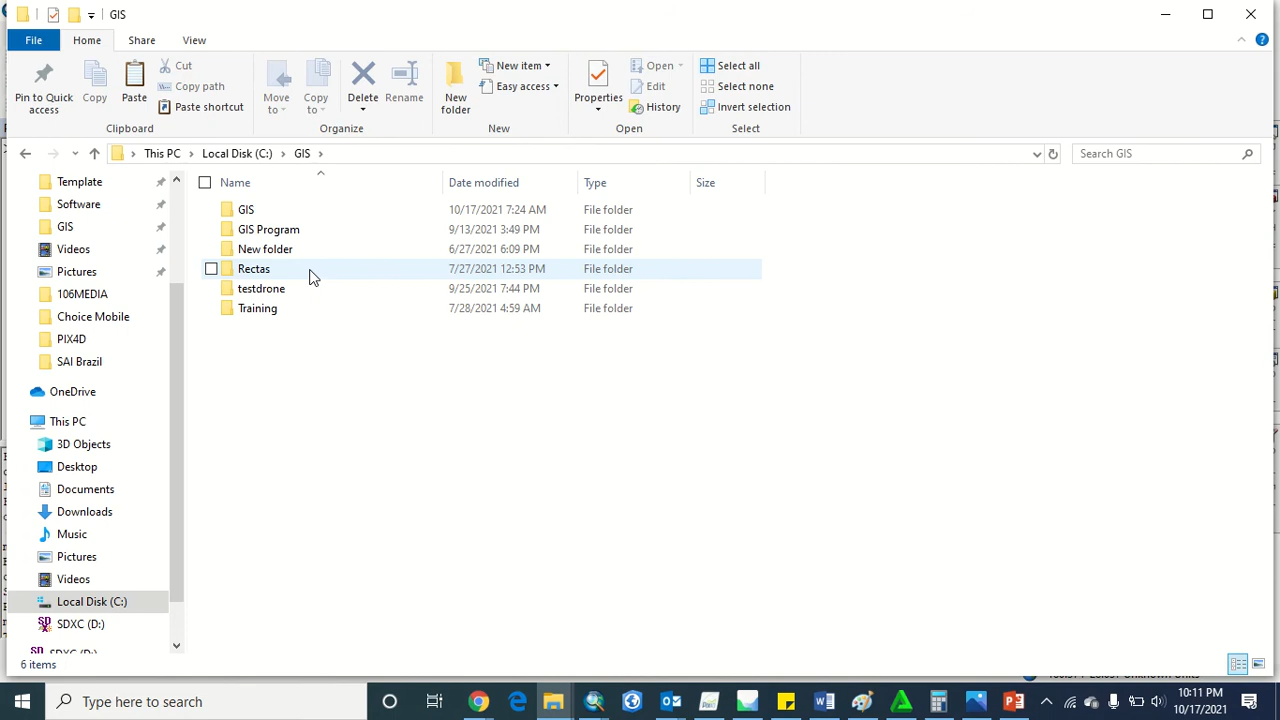 GIS
File Home Share View
Pin to Quick access
Copy
Paste
Cut
Copy path
Paste shortcut
Clipboard
Move to
Copy to
Delete
Rename
Organize
New folder
New item
Easy access
New
Properties
Open
Edit
History
Open
Select all
Select none
Invert selection
Select
This PC Local Disk (C:) GIS
Search GIS
Template
Software
GIS
Videos
Pictures
106MEDIA
Choice Mobile
PIX4D
SAI Brazil
OneDrive
This PC
3D Objects
Desktop
Documents
Downloads
Music
Pictures
Videos
Local Disk (C:)
SDXC (D:)
SDXC (D:)
Name Date modified Type Size
GIS 10/17/2021 7:24 AM File folder
GIS Program 9/13/2021 3:49 PM File folder
New folder 6/27/2021 6:09 PM File folder
Rectas 7/27/2021 12:53 PM File folder
testdrone 9/25/2021 7:44 PM File folder
Training 7/28/2021 4:59 AM File folder
6 items
Type here to search
10:11 PM
10/17/2021